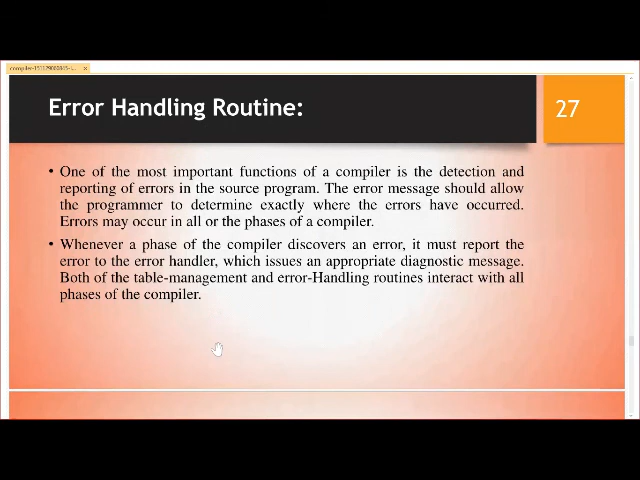 Error Handling Routine:
27
• One of the most important functions of a compiler is the detection and
reporting of errors in the source program. The error message should allow
the programmer to determine exactly where the errors have occurred.
Errors may occur in all or the phases of a compiler.
• Whenever a phase of the compiler discovers an error, it must report the
error to the error handler, which issues an appropriate diagnostic message.
Both of the table-management and error-Handling routines interact with all
phases of the compiler.